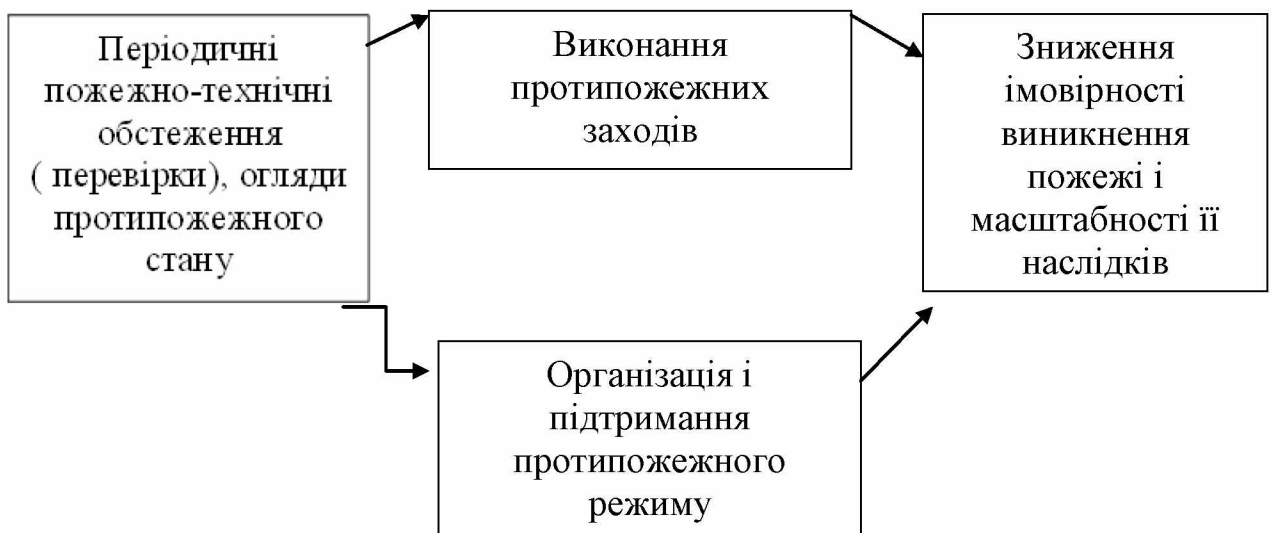 Періодичні
пожежно-технічні
обстеження
( перевірки), огляди
протипожежного
стану
Виконання
протипожежних
заходів
Зниження
імовірності
виникнення
пожежі і
масштабності її
наслідків
Організація і
підтримання
протипожежного
режиму